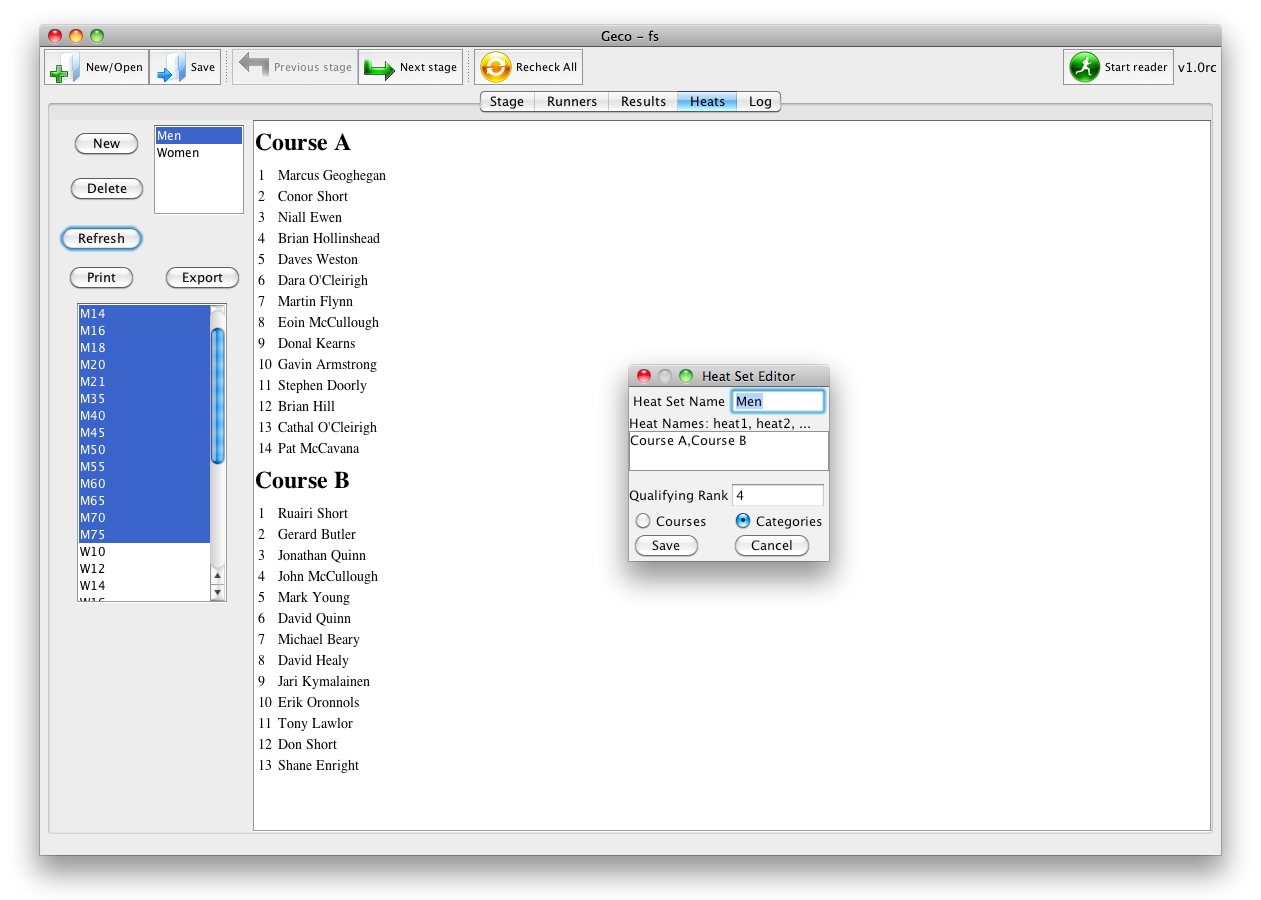 Geco – fs
New/Open Save Previous stage Next stage Recheck All Start reader v1.0rc
Stage Runners Results Heats Log
New
Delete
Refresh
Print Export
Men
Women
M14
M16
M18
M20
M21
M35
M40
M45
M50
M55
M60
M65
M70
M75
W10
W12
W14
W16
Course A
1 Marcus Geoghegan
2 Conor Short
3 Niall Ewen
4 Brian Hollinshead
5 Daves Weston
6 Dara O'Cleirigh
7 Martin Flynn
8 Eoin McCullough
9 Donal Kearns
10 Gavin Armstrong
11 Stephen Doorly
12 Brian Hill
13 Cathal O'Cleirigh
14 Pat McCavana
Course B
1 Ruairi Short
2 Gerard Butler
3 Jonathan Quinn
4 John McCullough
5 Mark Young
6 David Quinn
7 Michael Beary
8 David Healy
9 Jari Kymalainen
10 Erik Oronnols
11 Tony Lawlor
12 Don Short
13 Shane Enright
Heat Set Editor
Heat Set Name Men
Heat Names: heat1, heat2, ...
Course A,Course B
Qualifying Rank 4
Courses Categories
Save Cancel